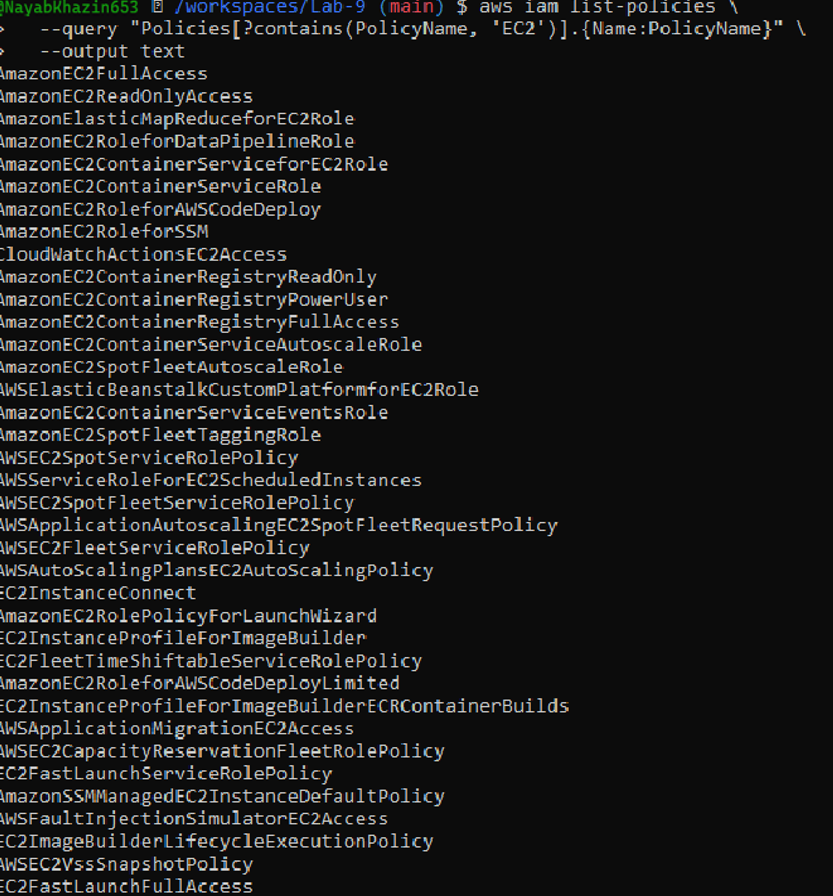 @NayabKhazin653 /workspaces/Lab-9 (main) $ aws iam list-policies \
> --query "Policies[?contains(PolicyName, 'EC2')].{Name:PolicyName}" \
> --output text
AmazonEC2FullAccess
AmazonEC2ReadOnlyAccess
AmazonElasticMapReduceforEC2Role
AmazonEC2RoleforDataPipelineRole
AmazonEC2ContainerServiceforEC2Role
AmazonEC2ContainerServiceRole
AmazonEC2RoleforAWSCodeDeploy
AmazonEC2RoleforSSM
CloudWatchActionsEC2Access
AmazonEC2ContainerRegistryReadOnly
AmazonEC2ContainerRegistryPowerUser
AmazonEC2ContainerRegistryFullAccess
AmazonEC2ContainerServiceAutoscaleRole
AmazonEC2SpotFleetAutoscaleRole
AWSElasticBeanstalkCustomPlatformforEC2Role
AmazonEC2ContainerServiceEventsRole
AmazonEC2SpotFleetTaggingRole
AWSEC2SpotServiceRolePolicy
AWSServiceRoleForEC2ScheduledInstances
AWSEC2SpotFleetServiceRolePolicy
AWSApplicationAutoscalingEC2SpotFleetRequestPolicy
AWSEC2FleetServiceRolePolicy
AWSAutoScalingPlansEC2AutoScalingPolicy
EC2InstanceConnect
AmazonEC2RolePolicyForLaunchWizard
EC2InstanceProfileForImageBuilder
EC2FleetTimeShiftableServiceRolePolicy
AmazonEC2RoleforAWSCodeDeployLimited
EC2InstanceProfileForImageBuilderECRContainerBuilds
AWSApplicationMigrationEC2Access
AWSEC2CapacityReservationFleetRolePolicy
EC2FastLaunchServiceRolePolicy
AmazonSSMManagedEC2InstanceDefaultPolicy
AWSFaultInjectionSimulatorEC2Access
EC2ImageBuilderLifecycleExecutionPolicy
AWSEC2VssSnapshotPolicy
EC2FastLaunchFullAccess